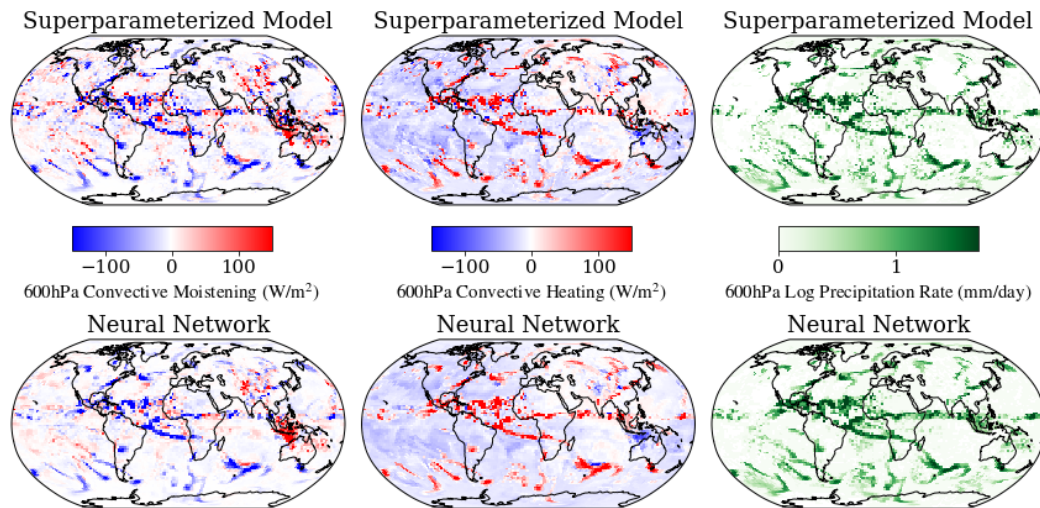 Superparameterized Model Superparameterized Model Superparameterized Model
−100 0 100 −100 0 100 0 1
600hPa Convective Moistening (W/m²) 600hPa Convective Heating (W/m²) 600hPa Log Precipitation Rate (mm/day)
Neural Network Neural Network Neural Network